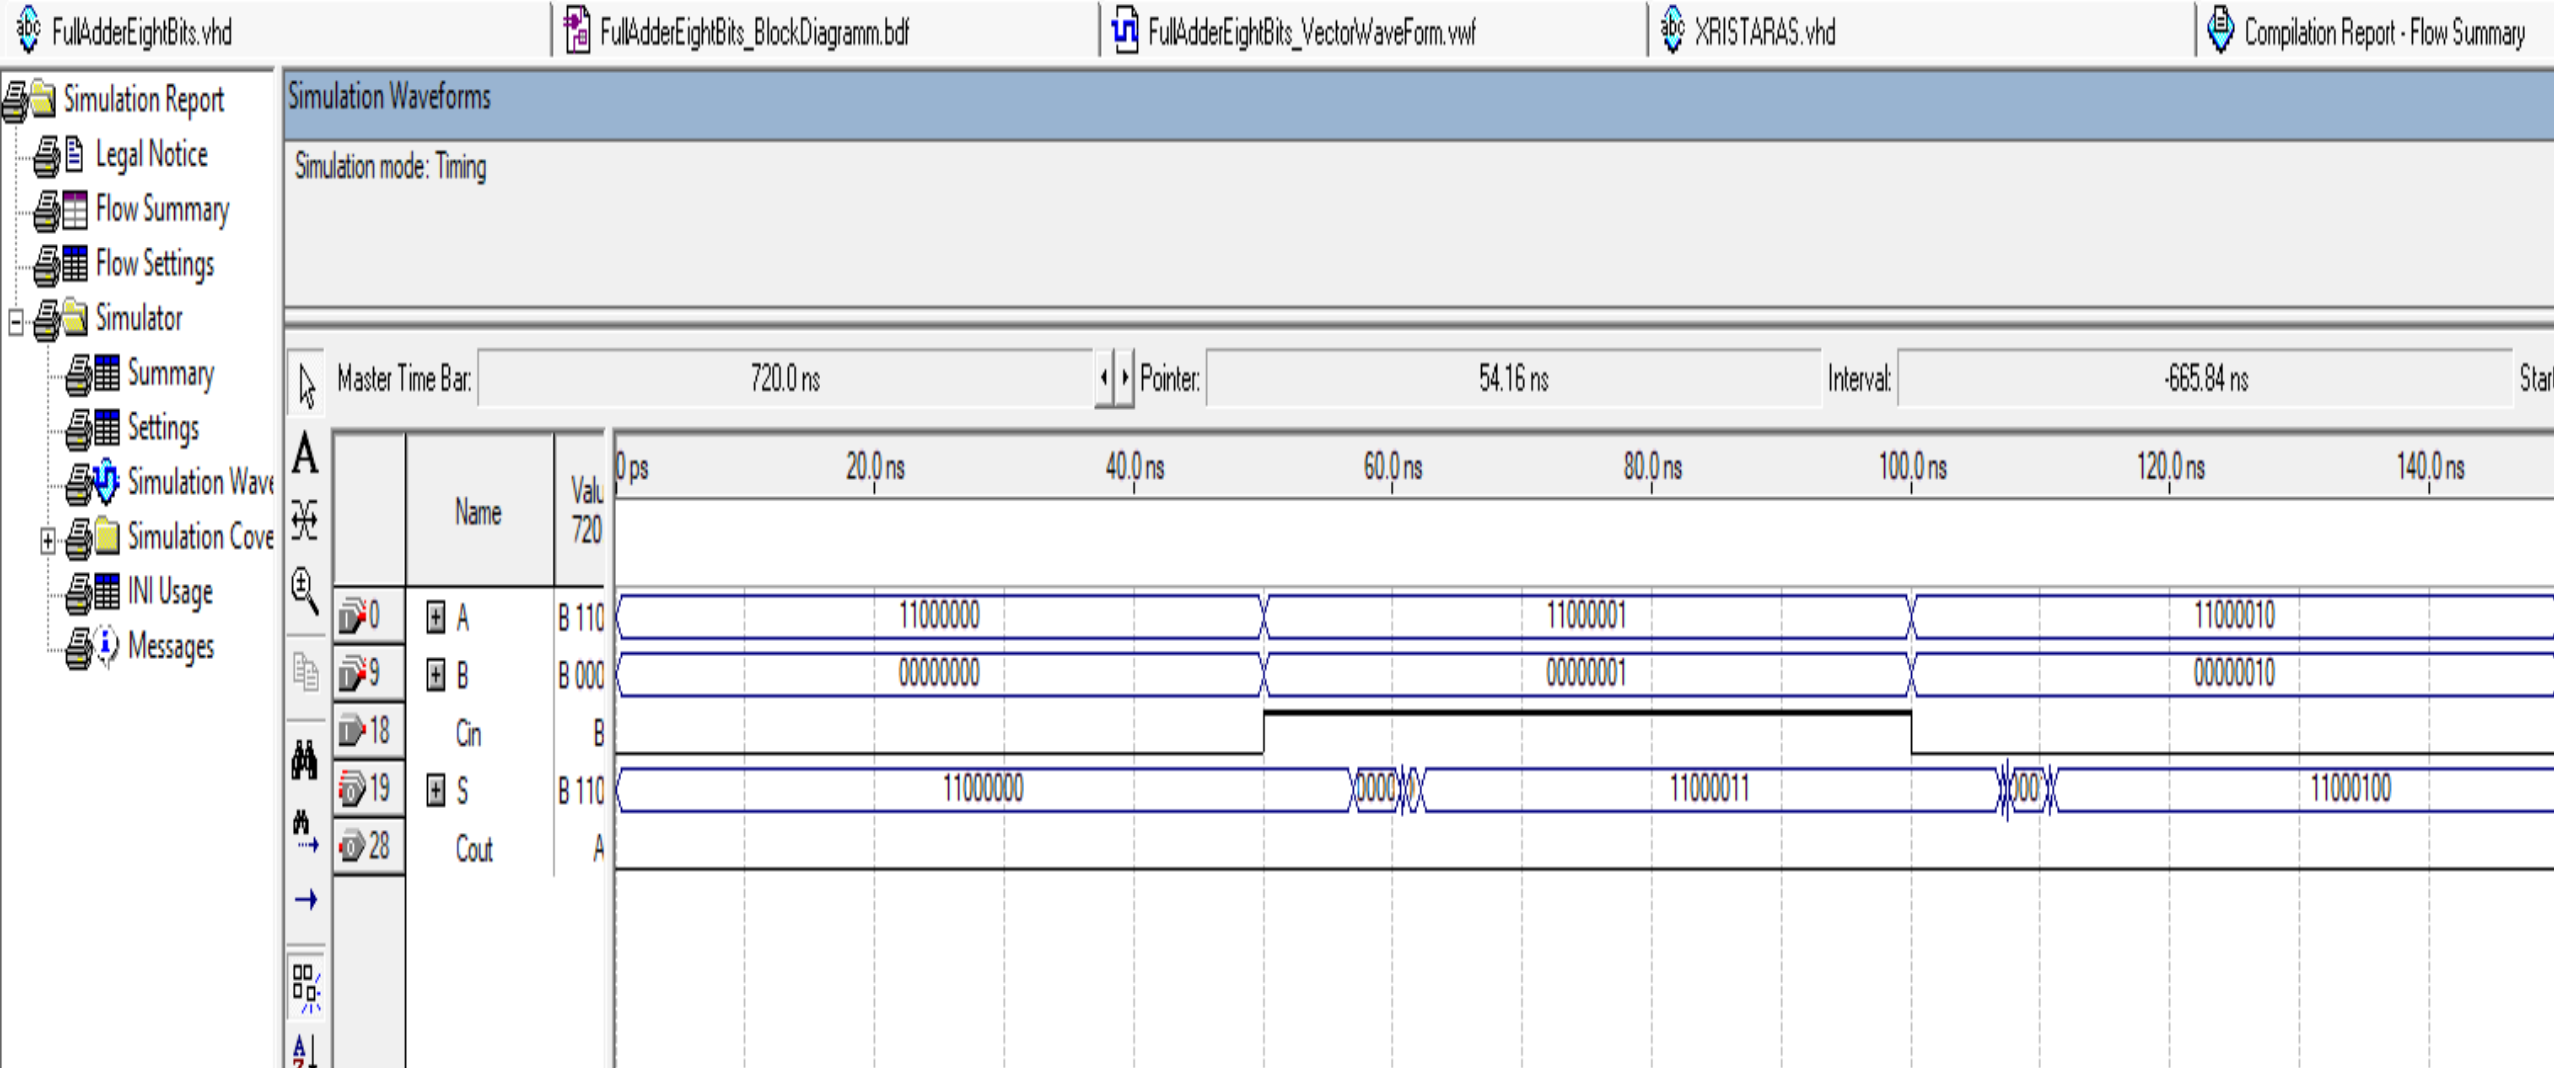 FullAdderEightBits.vhd
FullAdderEightBits_BlockDiagramm.bdf
FullAdderEightBits_VectorWaveForm.vwf
XRISTARAS.vhd
Compilation Report - Flow Summary
Simulation Report
Legal Notice
Flow Summary
Flow Settings
Simulator
Summary
Settings
Simulation Wave
Simulation Cove
INI Usage
Messages
Simulation Waveforms
Simulation mode: Timing
Master Time Bar: 720.0 ns Pointer: 54.16 ns Interval: -665.84 ns Start
Name
Valu
720
0 ps 20.0 ns 40.0 ns 60.0 ns 80.0 ns 100.0 ns 120.0 ns 140.0 ns
0 A B 110 11000000 11000001 11000010
9 B B 000 00000000 00000001 00000010
18 Cin B
19 S B 110 11000000 0000 11000011 000 11000100
28 Cout A